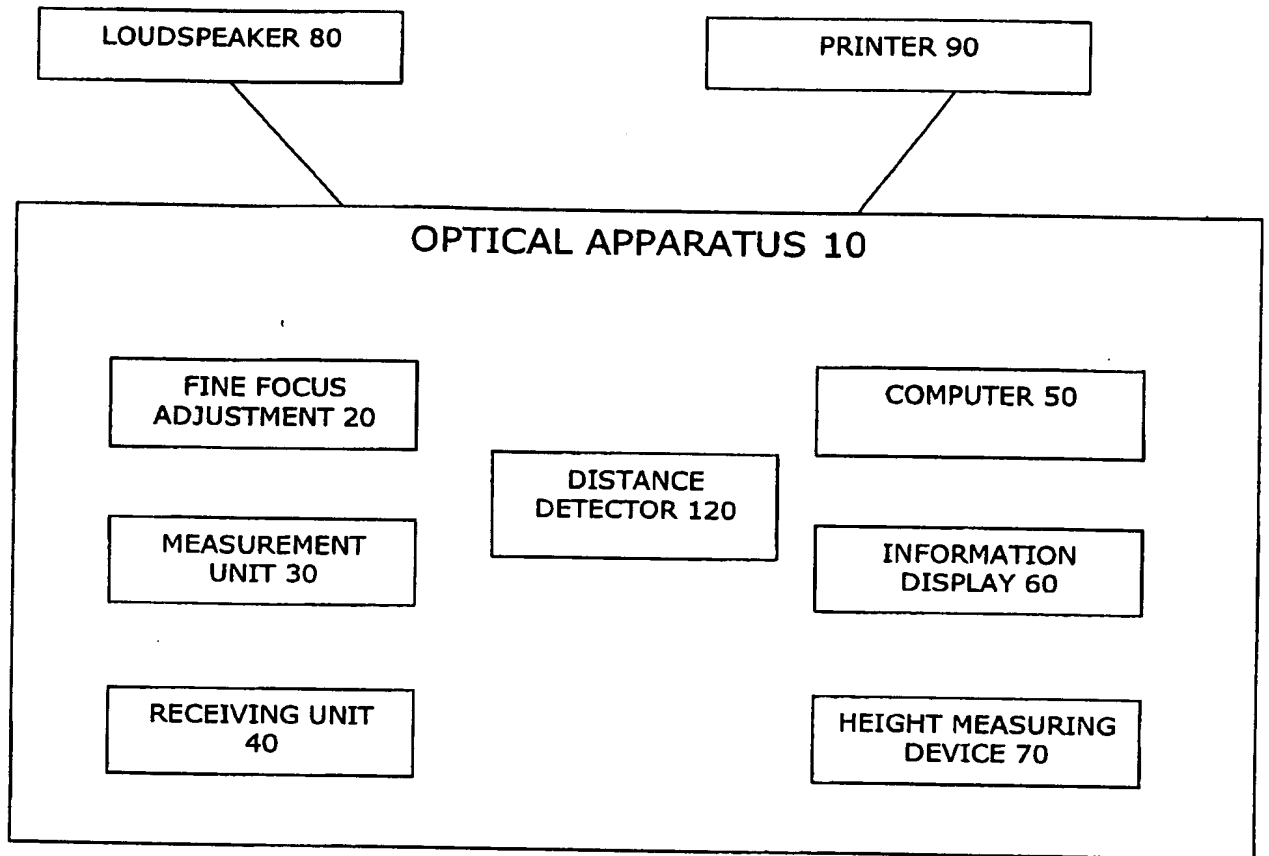 LOUDSPEAKER 80
PRINTER 90
OPTICAL APPARATUS 10
FINE FOCUS
ADJUSTMENT 20
COMPUTER 50
DISTANCE
DETECTOR 120
MEASUREMENT
UNIT 30
INFORMATION
DISPLAY 60
RECEIVING UNIT
40
HEIGHT MEASURING
DEVICE 70